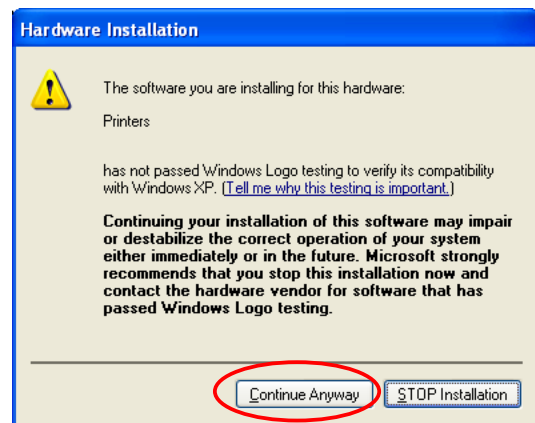 Hardware Installation
The software you are installing for this hardware:
Printers
has not passed Windows Logo testing to verify its compatibility
with Windows XP. (Tell me why this testing is important.)
Continuing your installation of this software may impair
or destabilize the correct operation of your system
either immediately or in the future. Microsoft strongly
recommends that you stop this installation now and
contact the hardware vendor for software that has
passed Windows Logo testing.
Continue Anyway
STOP Installation